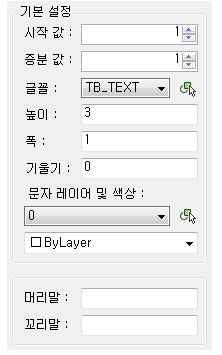 기본 설정
시작 값 : 1
증분 값 : 1
글꼴 : TB_TEXT
높이 : 3
폭 : 1
기울기 : 0
문자 레이어 및 색상 :
0
ByLayer
머리말 :
꼬리말 :